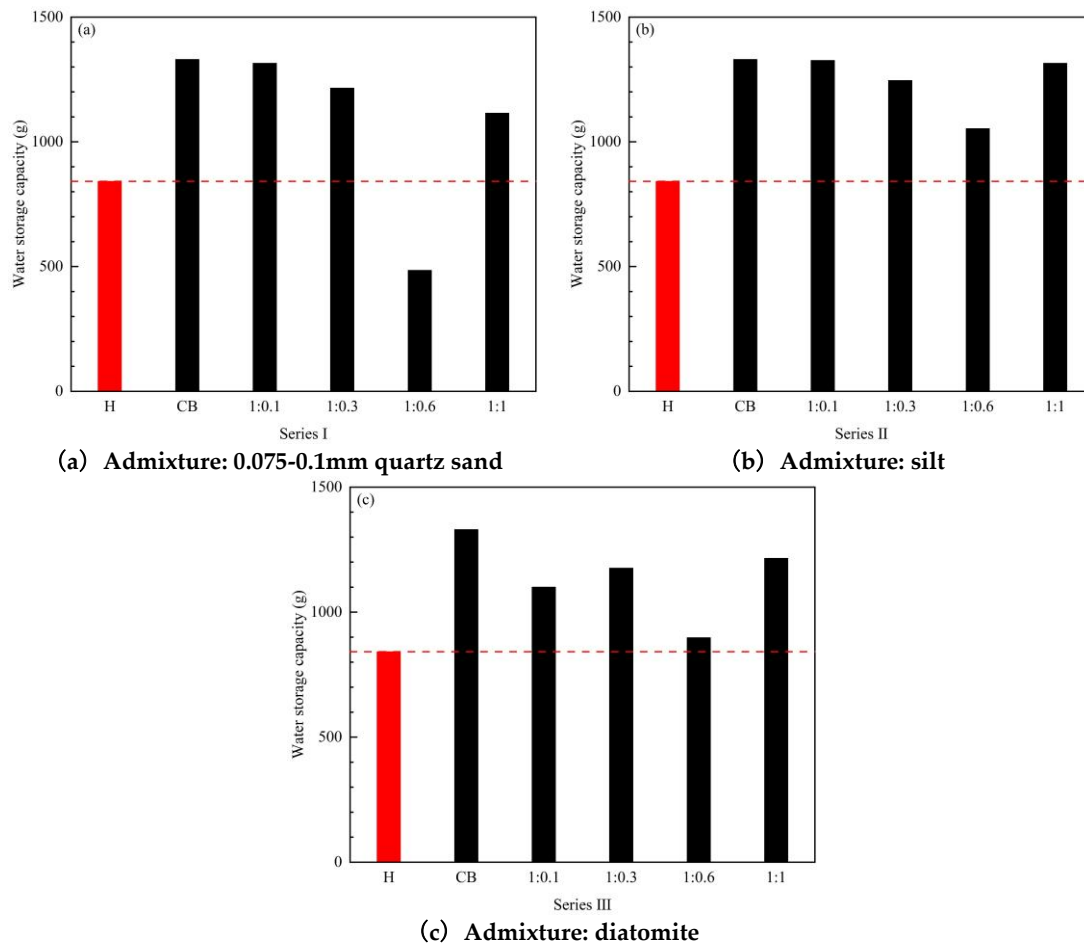 (a)
1500
1000
500
0
Water storage capacity (g)
H CB 1:0.1 1:0.3 1:0.6 1:1
Series I
(a) Admixture: 0.075-0.1mm quartz sand
(b)
1500
1000
500
0
Water storage capacity (g)
H CB 1:0.1 1:0.3 1:0.6 1:1
Series II
(b) Admixture: silt
(c)
1500
1000
500
0
Water storage capacity (g)
H CB 1:0.1 1:0.3 1:0.6 1:1
Series III
(c) Admixture: diatomite